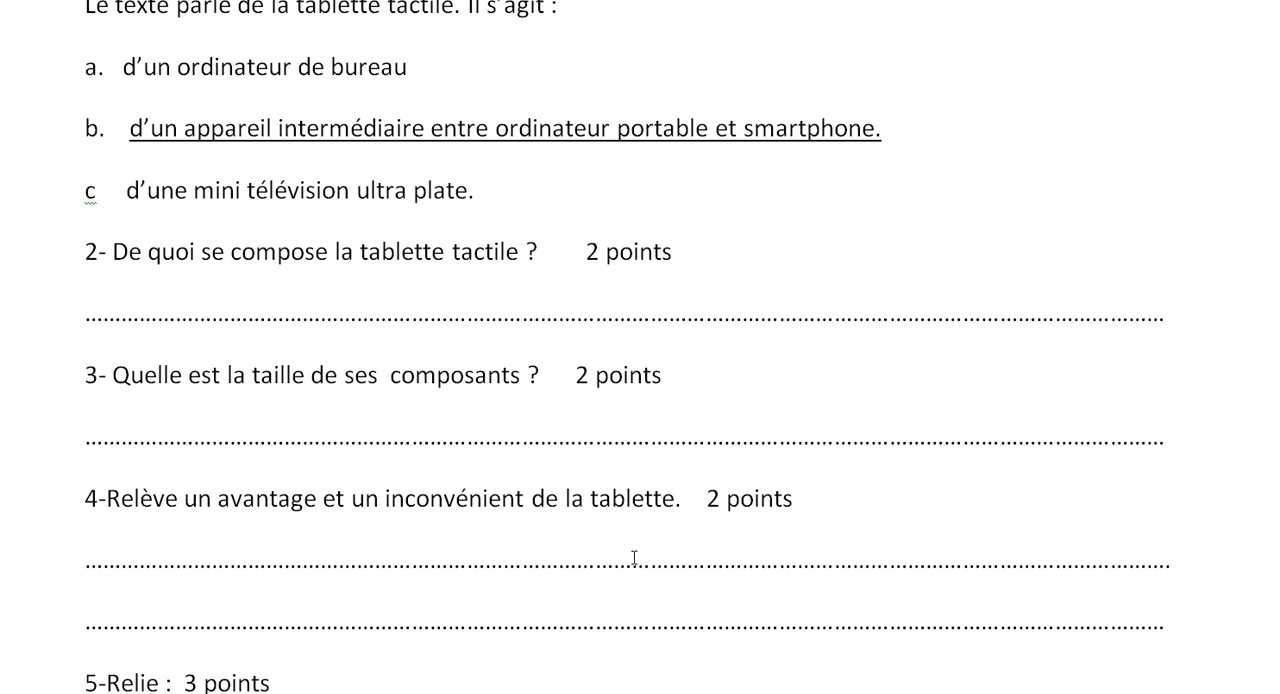 Le texte parle de la tablette tactile. Il s’agit :
a. d’un ordinateur de bureau
b. d’un appareil intermédiaire entre ordinateur portable et smartphone.
c d’une mini télévision ultra plate.
2- De quoi se compose la tablette tactile ? 2 points
3- Quelle est la taille de ses composants ? 2 points
4-Relève un avantage et un inconvénient de la tablette. 2 points
5-Relie : 3 points